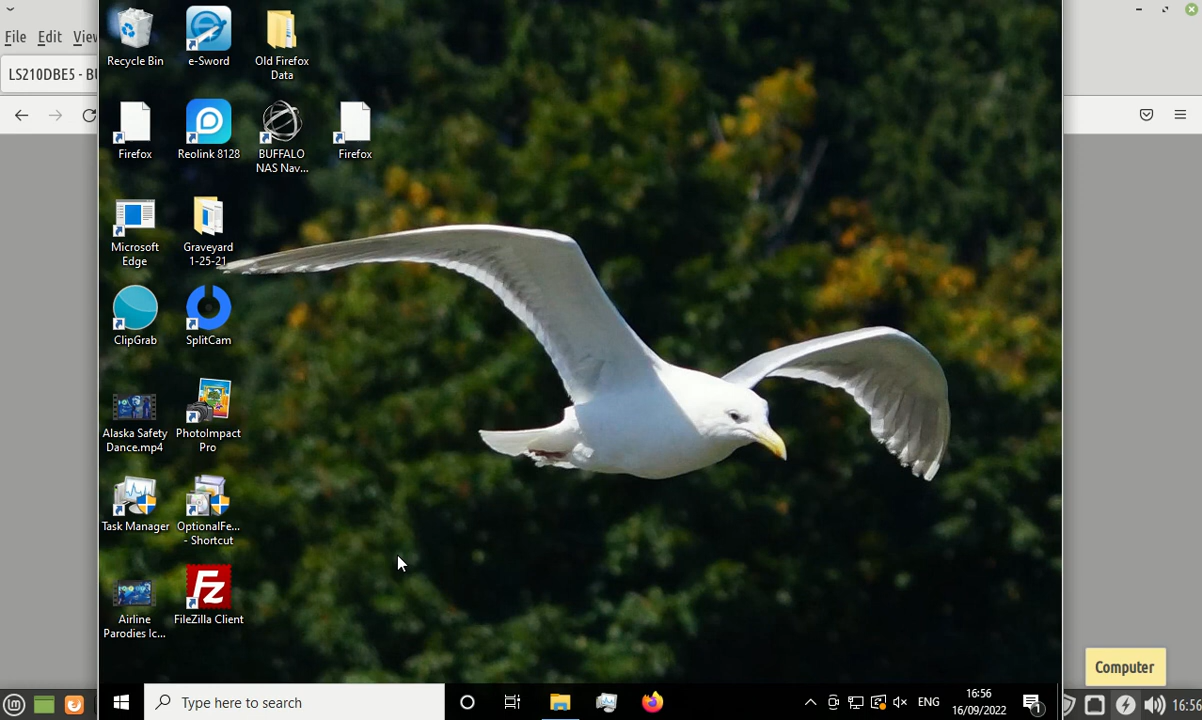 File Edit View
LS210DBE5 - BU
Recycle Bin
e-Sword
Old Firefox
Data
Firefox
Reolink 8128
BUFFALO
NAS Nav...
Firefox
Microsoft
Edge
Graveyard
1-25-21
ClipGrab
SplitCam
Alaska Safety
Dance.mp4
PhotoImpact
Pro
Task Manager
OptionalFe...
- Shortcut
Airline
Parodies Ic...
Fz
FileZilla Client
Computer
Type here to search
ENG
16:56
16/09/2022
1
16:56